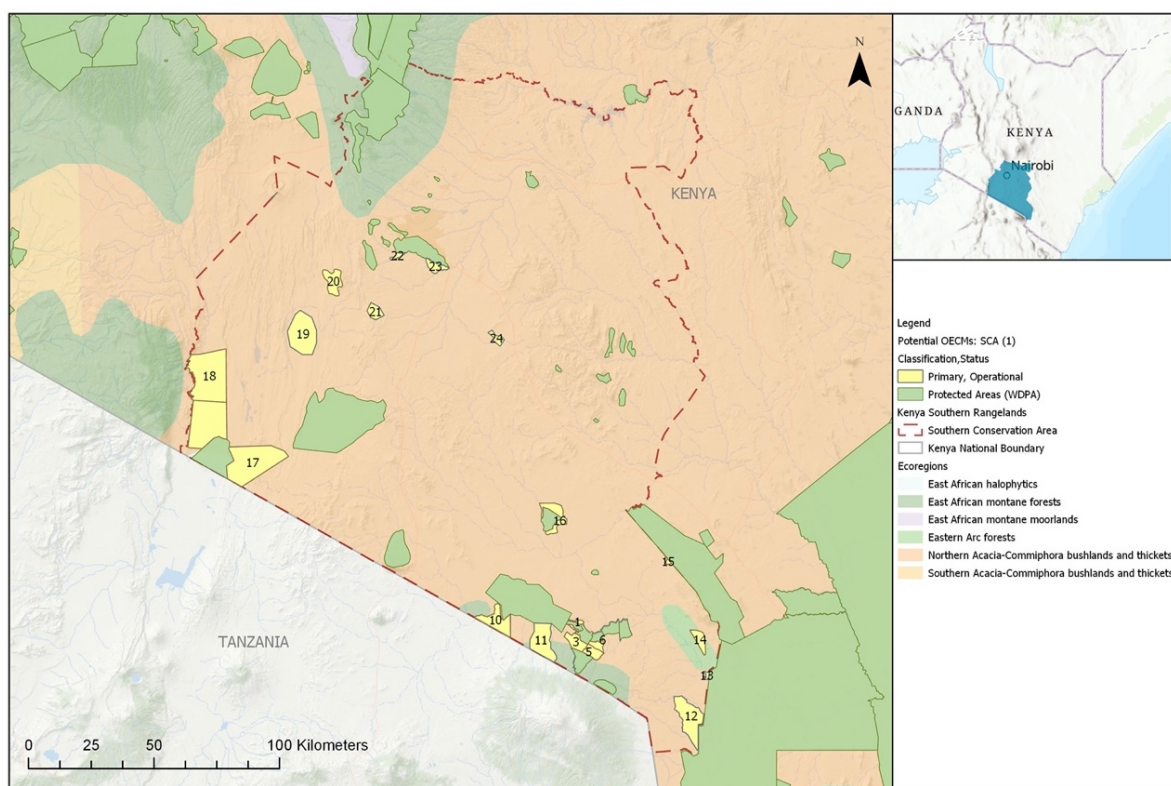 N
KENYA
20
22
23
21
19
24
18
17
16
15
10
11
1
3
6
5
14
13
12
TANZANIA
0 25 50 100 Kilometers
GANDA
KENYA
Nairobi
Legend
Potential OECMs: SCA (1)
Classification,Status
Primary, Operational
Protected Areas (WDPA)
Kenya Southern Rangelands
Southern Conservation Area
Kenya National Boundary
Ecoregions
East African halophytics
East African montane forests
East African montane moorlands
Eastern Arc forests
Northern Acacia-Commiphora bushlands and thickets
Southern Acacia-Commiphora bushlands and thickets